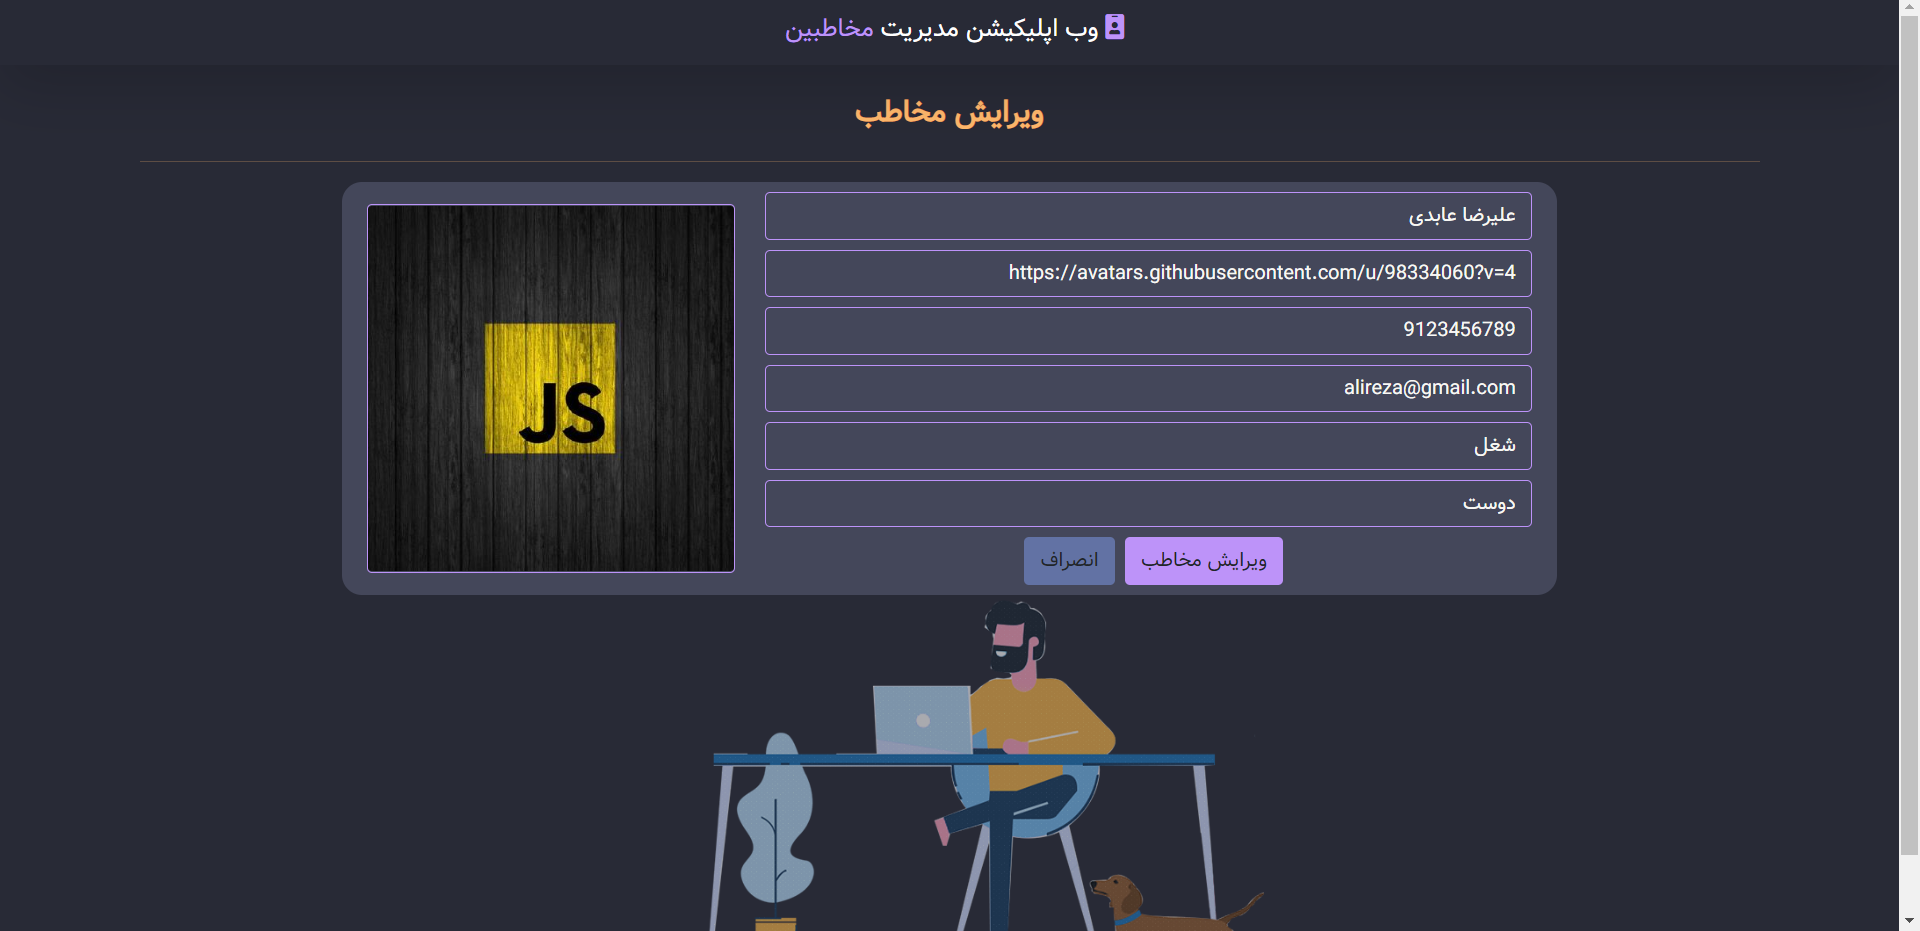 وب اپلیکیشن مدیریت مخاطبین
ویرایش مخاطب
علیرضا عابدی
https://avatars.githubusercontent.com/u/98334060?v=4
9123456789
alireza@gmail.com
شغل
دوست
ویرایش مخاطب
انصراف
JS